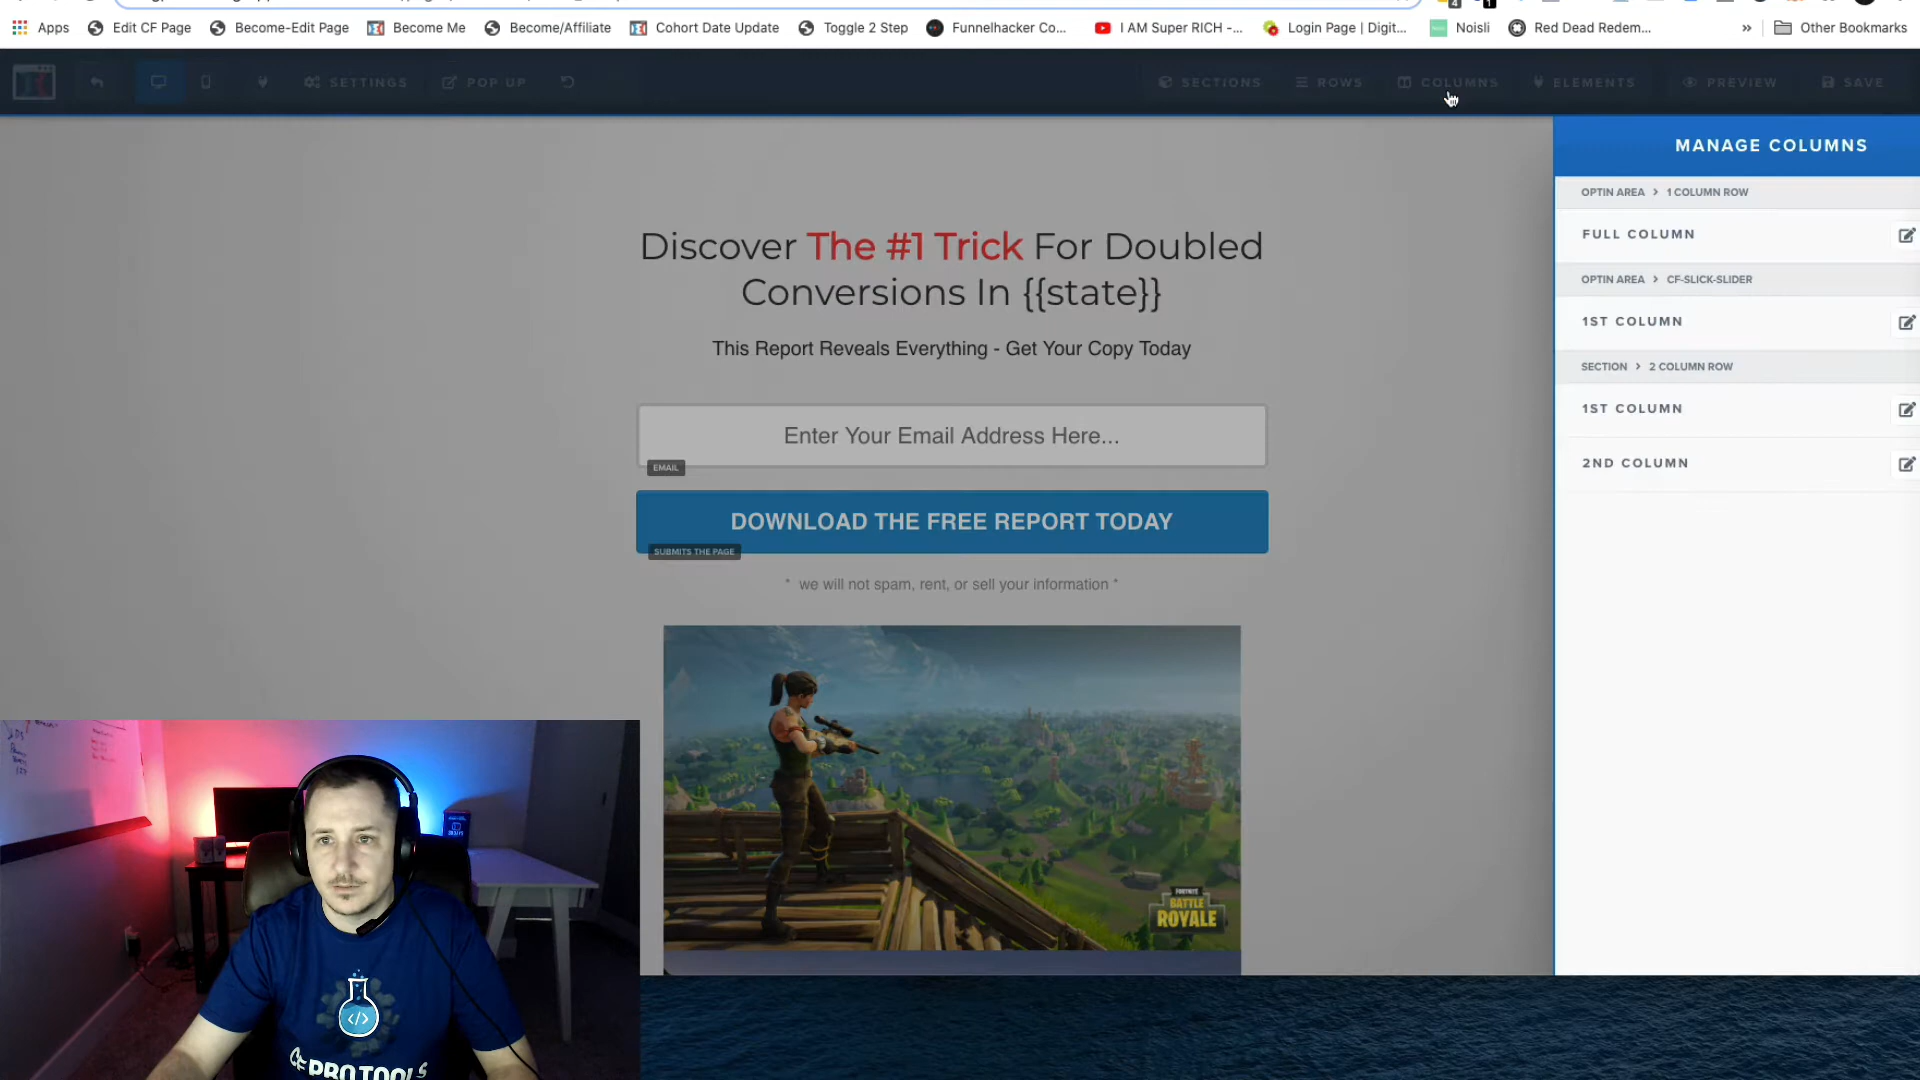 Apps
Edit CF Page
Become-Edit Page
Become Me
Become/Affiliate
Cohort Date Update
Toggle 2 Step
Funnelhacker Co...
I AM Super RICH -...
Login Page | Digit...
Noisli
Red Dead Redem...
»
Other Bookmarks
SETTINGS
POP UP
SECTIONS
ROWS
COLUMNS
ELEMENTS
PREVIEW
SAVE
MANAGE COLUMNS
OPTIN AREA > 1 COLUMN ROW
FULL COLUMN
OPTIN AREA > CF-SLICK-SLIDER
1ST COLUMN
SECTION > 2 COLUMN ROW
1ST COLUMN
2ND COLUMN
Discover The #1 Trick For Doubled
Conversions In {{state}}
This Report Reveals Everything - Get Your Copy Today
Enter Your Email Address Here...
EMAIL
DOWNLOAD THE FREE REPORT TODAY
SUBMITS THE PAGE
* we will not spam, rent, or sell your information *
FORTNITE
BATTLE
ROYALE
</>
CF PRO TOOLS